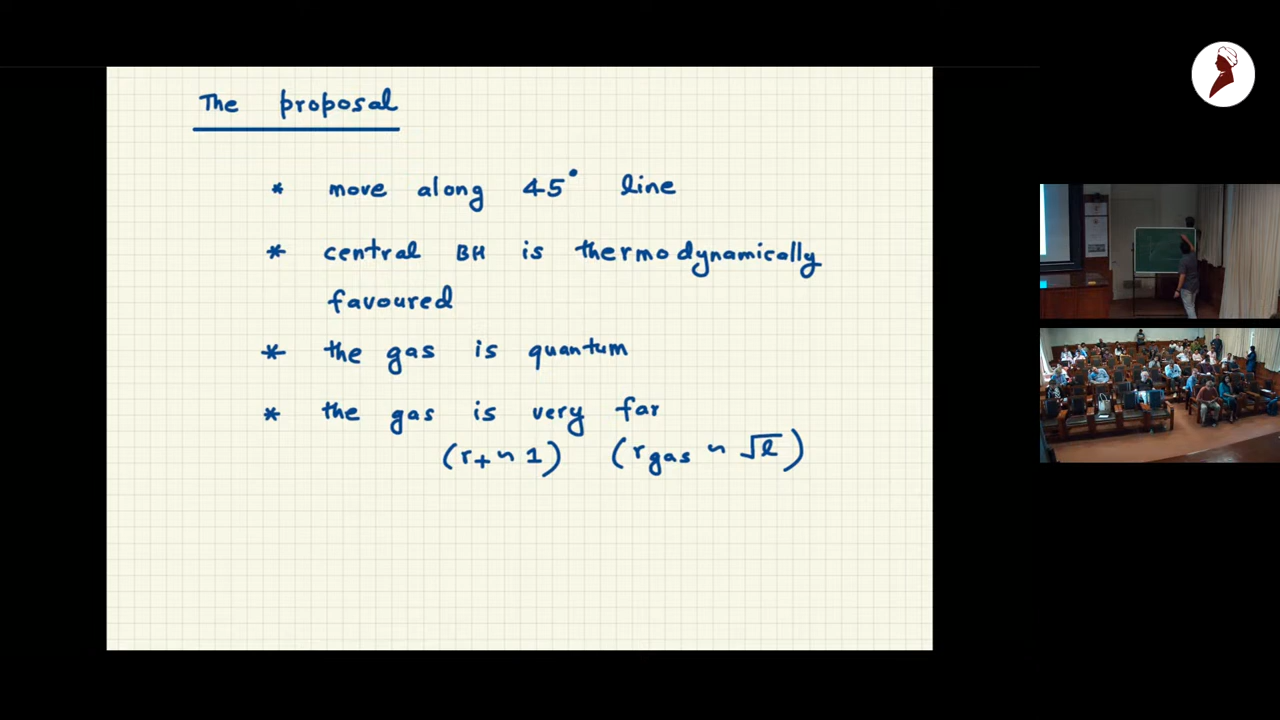 The proposal
* move along 45° line
* central BH is thermodynamically
favoured
* the gas is quantum
* the gas is very far
(r₊ ~ 1) (r_gas ~ √l)